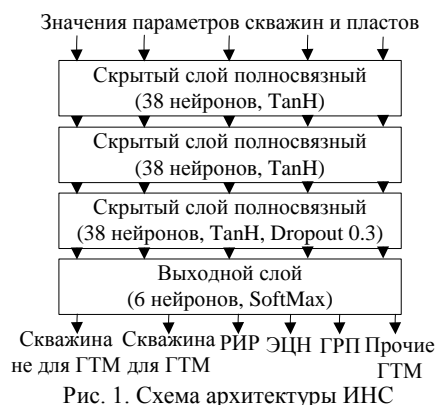 Значения параметров скважин и пластов
Скрытый слой полносвязный
(38 нейронов, TanH)
Скрытый слой полносвязный
(38 нейронов, TanH)
Скрытый слой полносвязный
(38 нейронов, TanH, Dropout 0.3)
Выходной слой
(6 нейронов, SoftMax)
Скважина Скважина РИР ЭЦН ГРП Прочие
не для ГТМ для ГТМ ГТМ
Рис. 1. Схема архитектуры ИНС